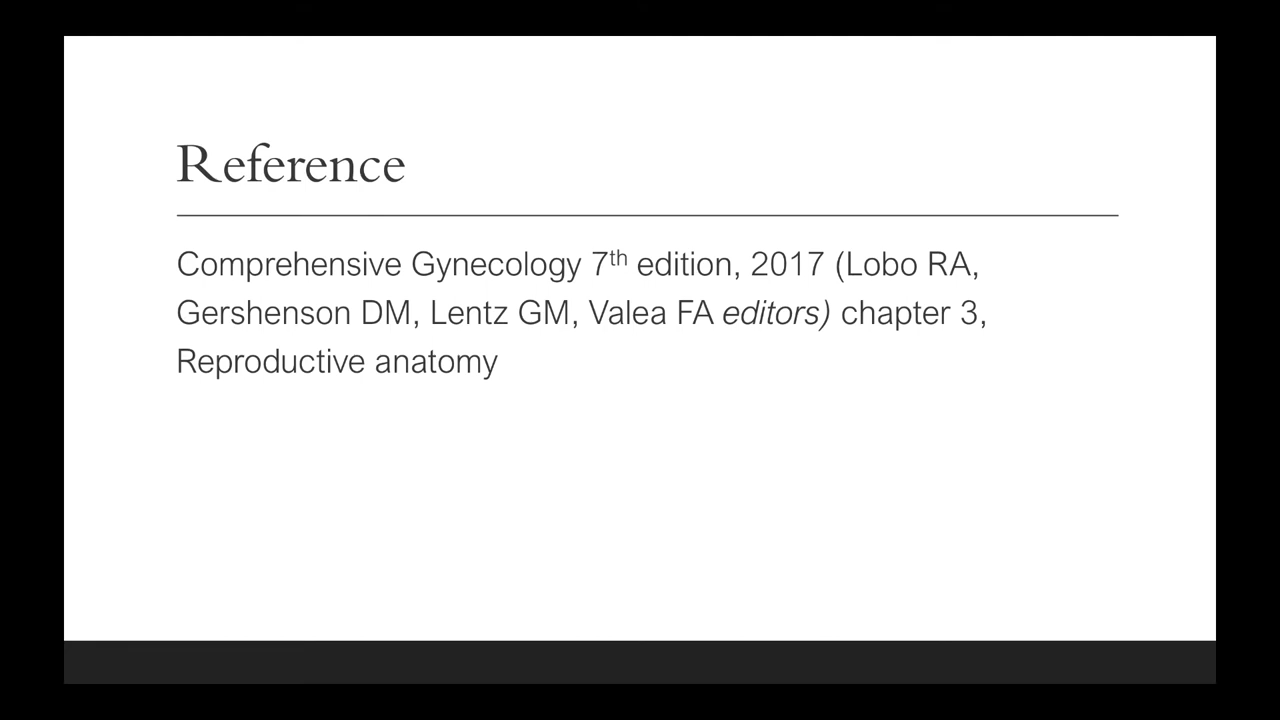 Reference
Comprehensive Gynecology 7th edition, 2017 (Lobo RA,
Gershenson DM, Lentz GM, Valea FA editors) chapter 3,
Reproductive anatomy